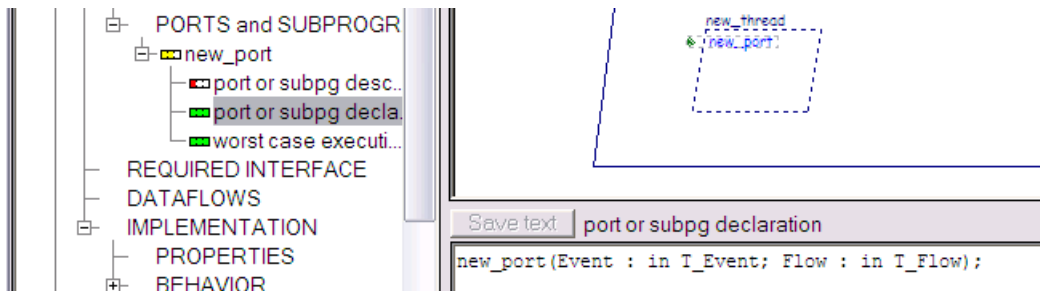 PORTS and SUBPROGR
new_port
port or subpg desc..
port or subpg decla.
worst case executi...
REQUIRED INTERFACE
DATAFLOWS
IMPLEMENTATION
PROPERTIES
BEHAVIOR
new_thread
new_port
Save text port or subpg declaration
new_port(Event : in T_Event; Flow : in T_Flow);